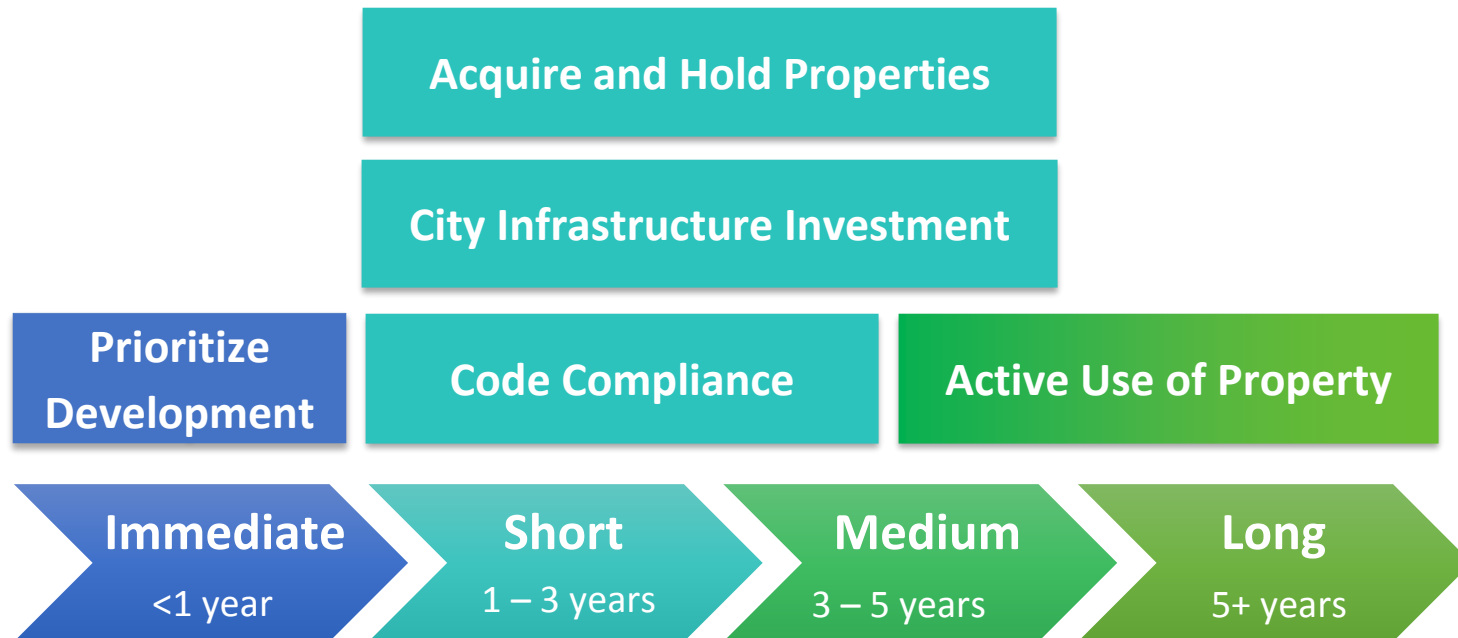 Acquire and Hold Properties
City Infrastructure Investment
Prioritize
Development
Code Compliance
Active Use of Property
Immediate
<1 year
Short
1 – 3 years
Medium
3 – 5 years
Long
5+ years